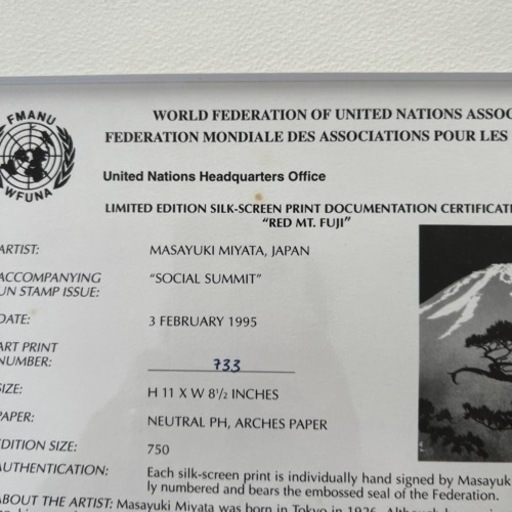 FMANU
WFUNA
WORLD FEDERATION OF UNITED NATIONS ASSOC
FEDERATION MONDIALE DES ASSOCIATIONS POUR LES
United Nations Headquarters Office
LIMITED EDITION SILK-SCREEN PRINT DOCUMENTATION CERTIFICATI
"RED MT. FUJI"
ARTIST: MASAYUKI MIYATA, JAPAN
ACCOMPANYING "SOCIAL SUMMIT"
UN STAMP ISSUE:
DATE: 3 FEBRUARY 1995
ART PRINT
NUMBER: 733
SIZE: H 11 X W 8½ INCHES
PAPER: NEUTRAL PH, ARCHES PAPER
EDITION SIZE: 750
AUTHENTICATION: Each silk-screen print is individually hand signed by Masayuk
ly numbered and bears the embossed seal of the Federation.
ABOUT THE ARTIST: Masayuki Miyata was born in Tokyo in 1926.